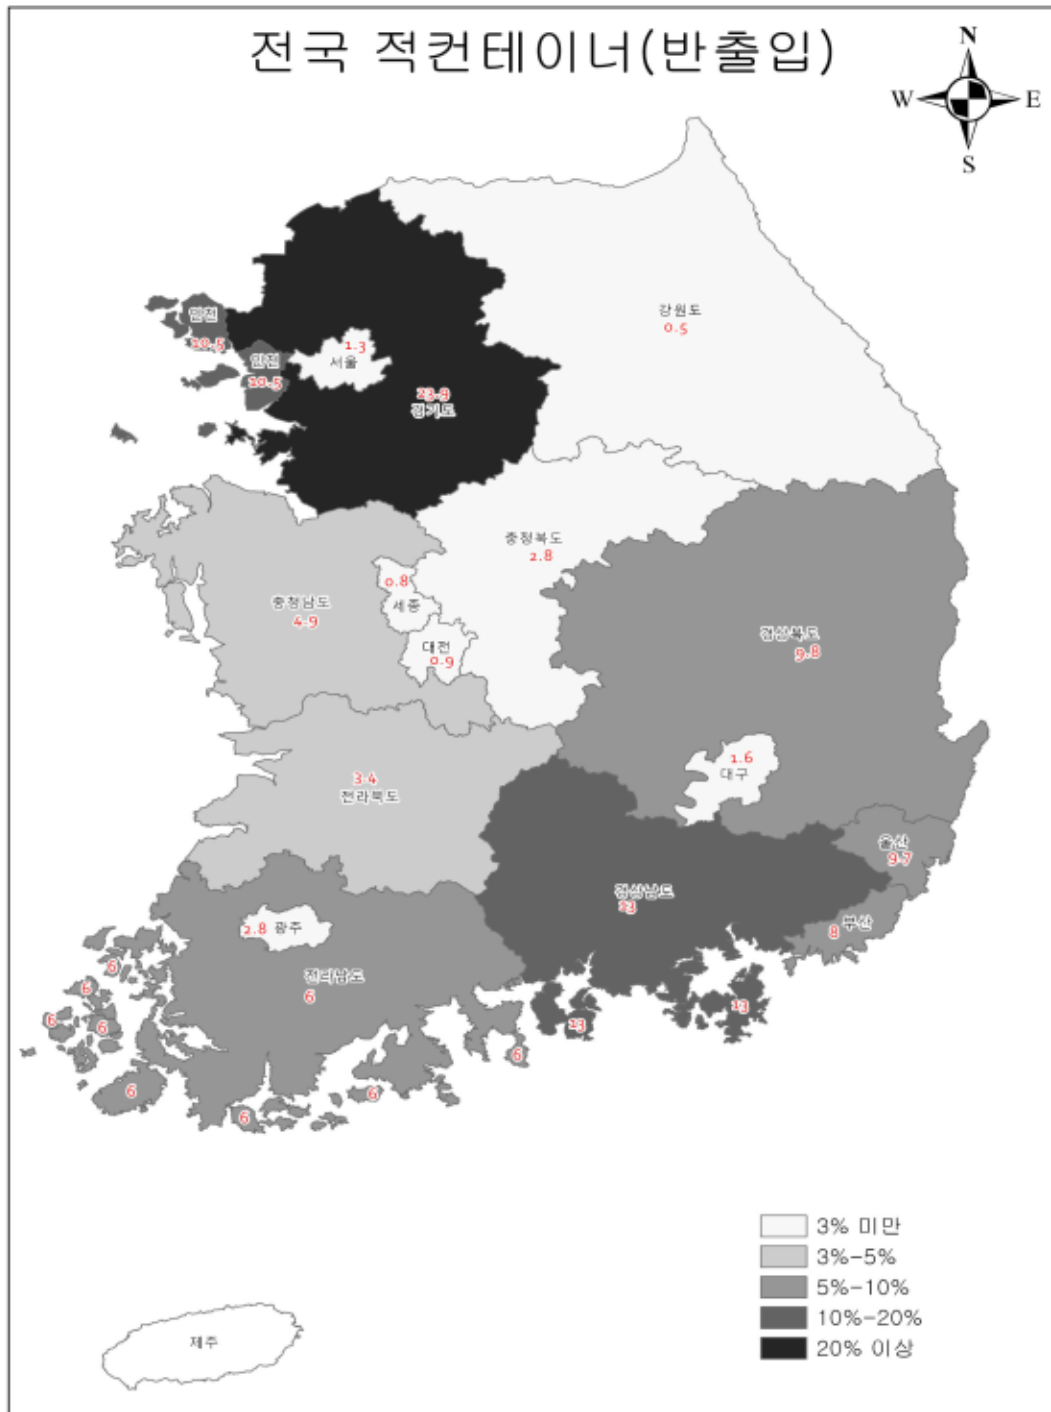 전국 적컨테이너(반출입)
N
W E
S
강원도
0.5
인천
10.5
인천
10.5
1.3
서울
23.9
경기도
충청북도
2.8
0.8
세종
충청남도
4.9
대전
0.9
경상북도
9.8
1.6
대구
3.4
전라북도
울산
9.7
경상남도
13
2.8 광주
8 부산
전라남도
6
6
6
6
6
13
13
6
6
6
6
3% 미만
3%-5%
5%-10%
10%-20%
20% 이상
제주